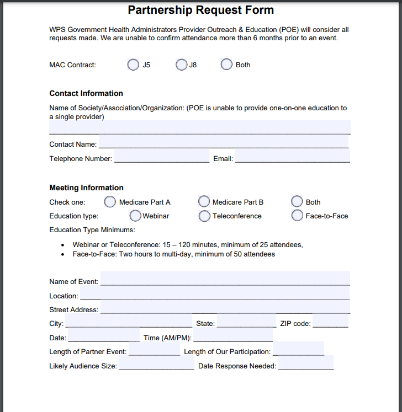 Partnership Request Form
WPS Government Health Administrators Provider Outreach & Education (POE) will consider all
requests made. We are unable to confirm attendance more than 6 months prior to an event.
MAC Contract: J5 J8 Both
Contact Information
Name of Society/Association/Organization: (POE is unable to provide one-on-one education to
a single provider)
Contact Name:
Telephone Number: Email:
Meeting Information
Check one: Medicare Part A Medicare Part B Both
Education type: Webinar Teleconference Face-to-Face
Education Type Minimums:
• Webinar or Teleconference: 15 – 120 minutes, minimum of 25 attendees,
• Face-to-Face: Two hours to multi-day, minimum of 50 attendees
Name of Event:
Location:
Street Address:
City: State: ZIP code:
Date: Time (AM/PM):
Length of Partner Event: Length of Our Participation:
Likely Audience Size: Date Response Needed: